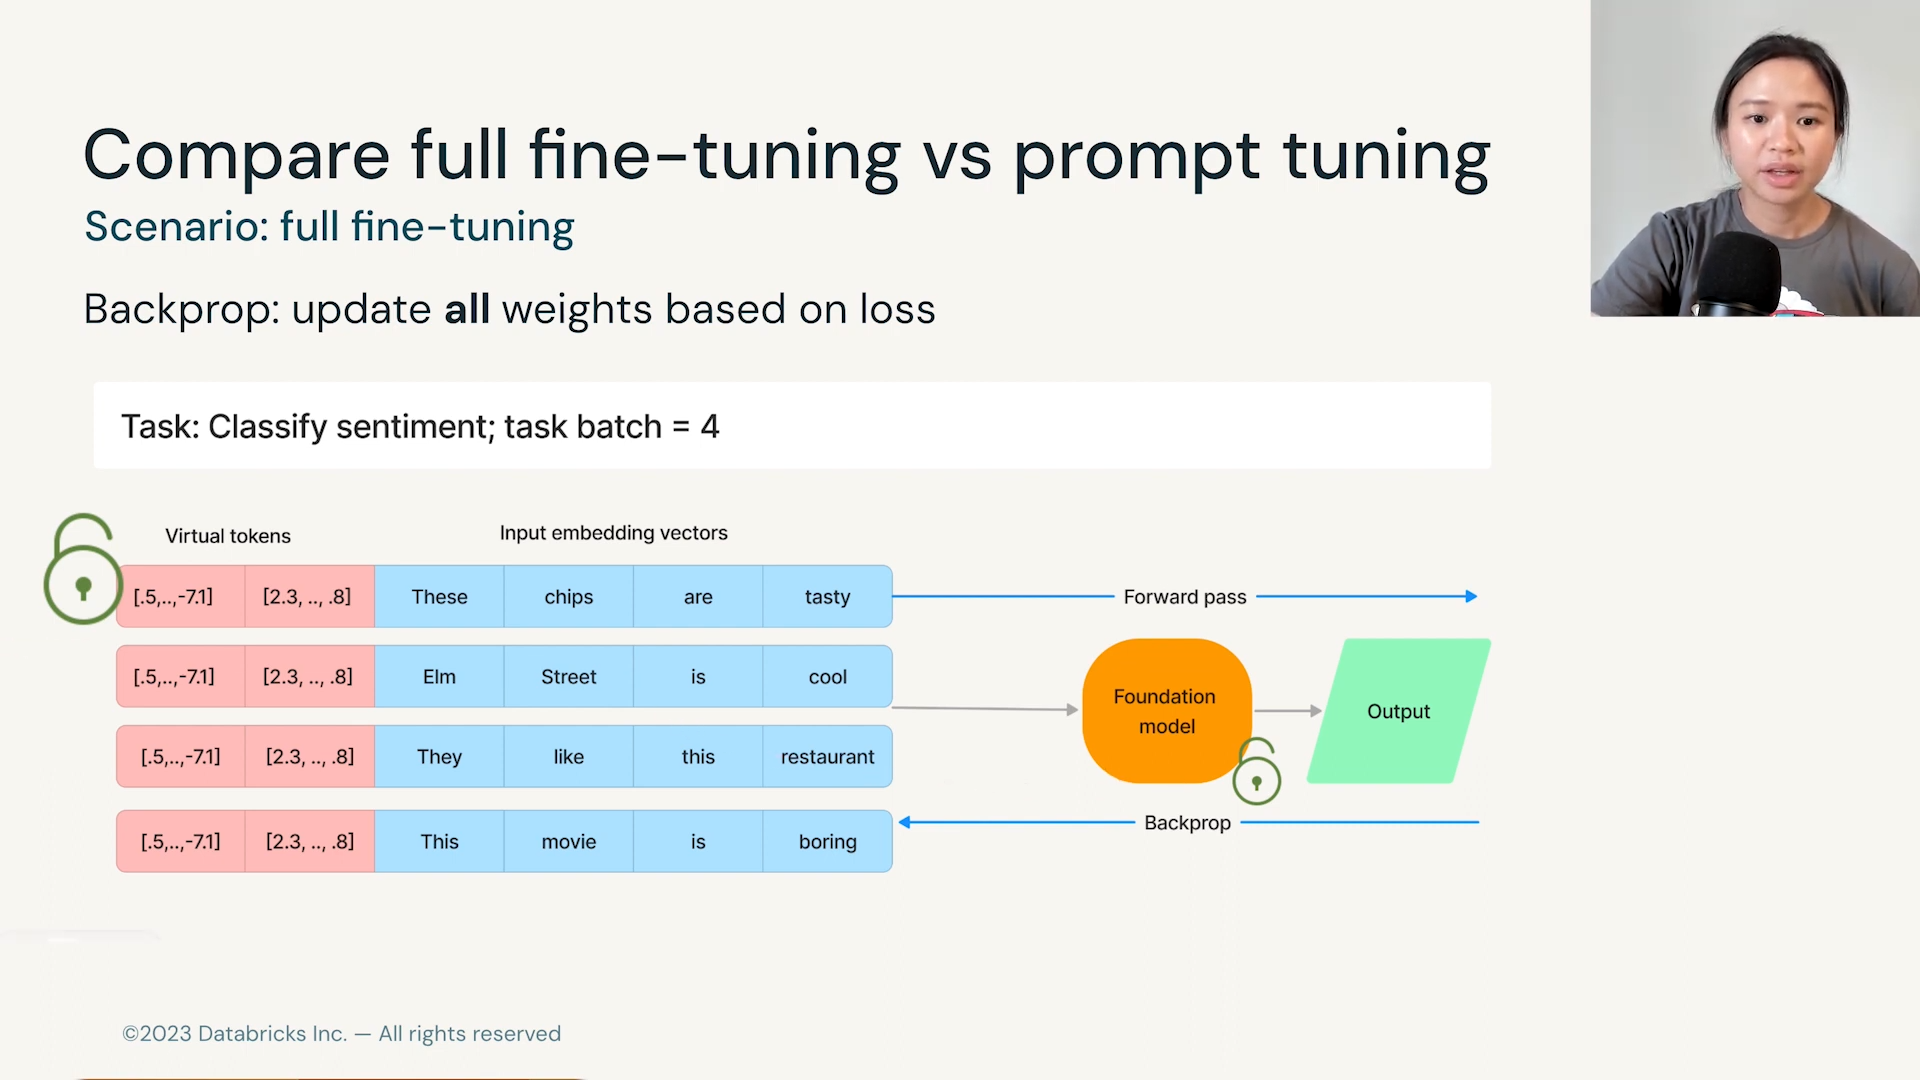 Compare full fine-tuning vs prompt tuning
Scenario: full fine-tuning
Backprop: update all weights based on loss
Task: Classify sentiment; task batch = 4
Virtual tokens
Input embedding vectors
[.5,..,-7.1] [2.3, .., .8] These chips are tasty
Forward pass
[.5,..,-7.1] [2.3, .., .8] Elm Street is cool
Foundation
model
Output
[.5,..,-7.1] [2.3, .., .8] They like this restaurant
Backprop
[.5,..,-7.1] [2.3, .., .8] This movie is boring
©2023 Databricks Inc. — All rights reserved